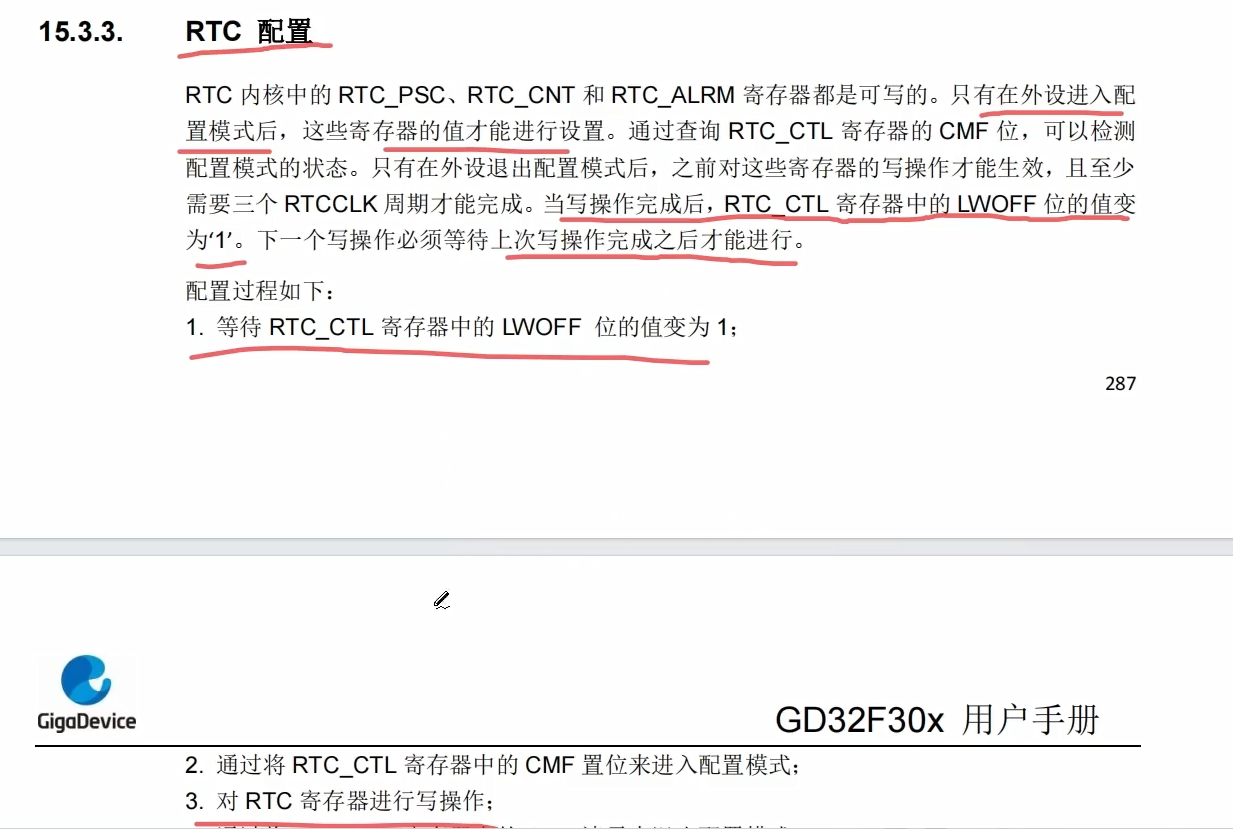 15.3.3. RTC 配置
RTC 内核中的 RTC_PSC、RTC_CNT 和 RTC_ALRM 寄存器都是可写的。只有在外设进入配
置模式后，这些寄存器的值才能进行设置。通过查询 RTC_CTL 寄存器的 CMF 位，可以检测
配置模式的状态。只有在外设退出配置模式后，之前对这些寄存器的写操作才能生效，且至少
需要三个 RTCCLK 周期才能完成。当写操作完成后，RTC_CTL 寄存器中的 LWOFF 位的值变
为‘1’。下一个写操作必须等待上次写操作完成之后才能进行。
配置过程如下：
1. 等待 RTC_CTL 寄存器中的 LWOFF 位的值变为 1；
287
GigaDevice
GD32F30x 用户手册
2. 通过将 RTC_CTL 寄存器中的 CMF 置位来进入配置模式；
3. 对 RTC 寄存器进行写操作；